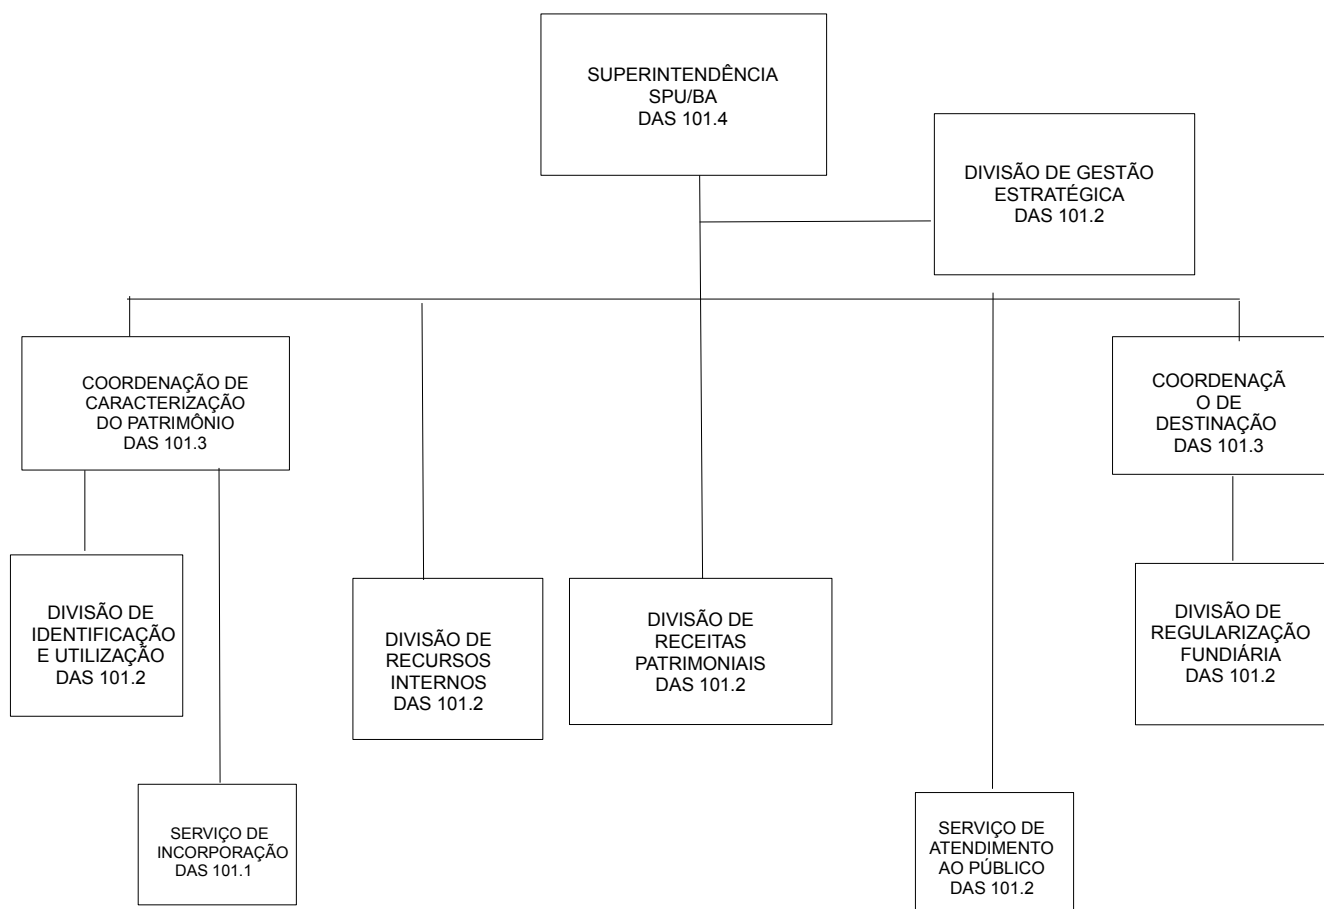 SUPERINTENDÊNCIA
SPU/BA
DAS 101.4
DIVISÃO DE GESTÃO
ESTRATÉGICA
DAS 101.2
COORDENAÇÃO DE
CARACTERIZAÇÃO
DO PATRIMÔNIO
DAS 101.3
COORDENAÇÃ
O DE
DESTINAÇÃO
DAS 101.3
DIVISÃO DE
IDENTIFICAÇÃO
E UTILIZAÇÃO
DAS 101.2
DIVISÃO DE
RECURSOS
INTERNOS
DAS 101.2
DIVISÃO DE
RECEITAS
PATRIMONIAIS
DAS 101.2
DIVISÃO DE
REGULARIZAÇÃO
FUNDIÁRIA
DAS 101.2
SERVIÇO DE
INCORPORAÇÃO
DAS 101.1
SERVIÇO DE
ATENDIMENTO
AO PÚBLICO
DAS 101.2